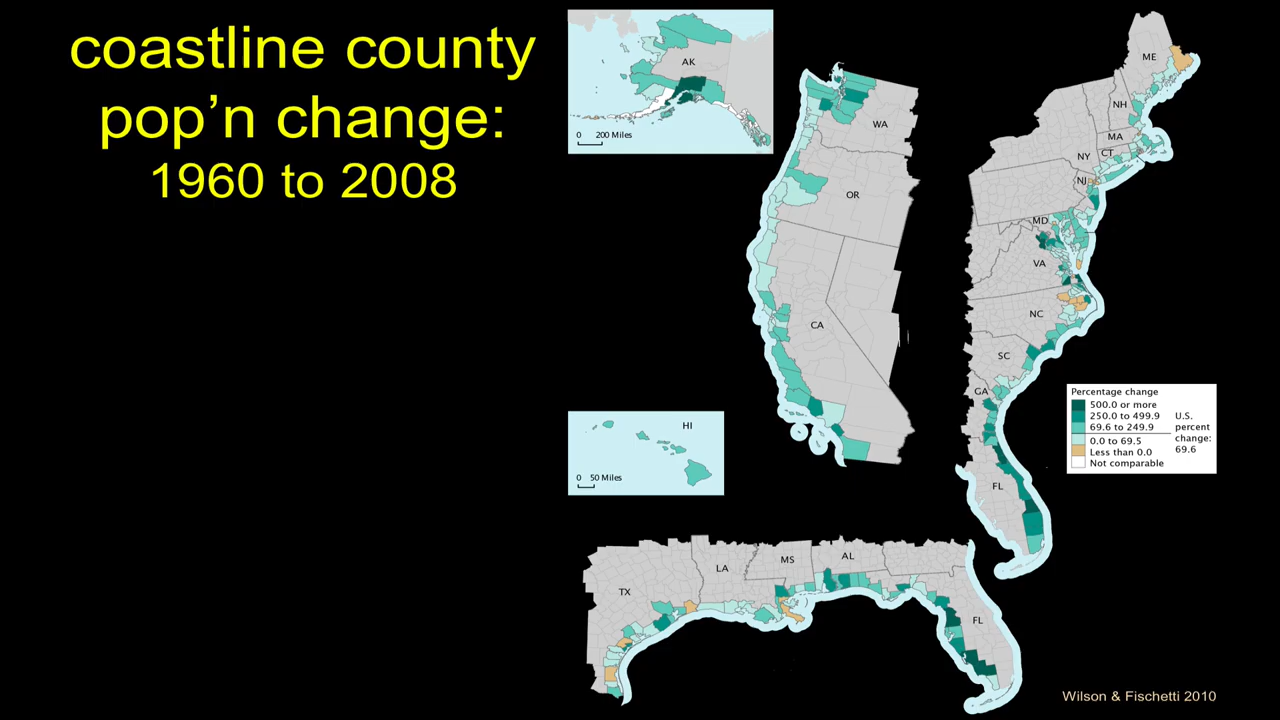 coastline county
pop’n change:
1960 to 2008
AK
0 200 Miles
HI
0 50 Miles
WA
OR
CA
ME
NH
MA
NY
CT
NJ
MD
VA
NC
SC
GA
FL
Percentage change
500.0 or more
250.0 to 499.9
69.6 to 249.9
0.0 to 69.5
Less than 0.0
Not comparable
U.S.
percent
change:
69.6
TX
LA
MS
AL
FL
Wilson & Fischetti 2010